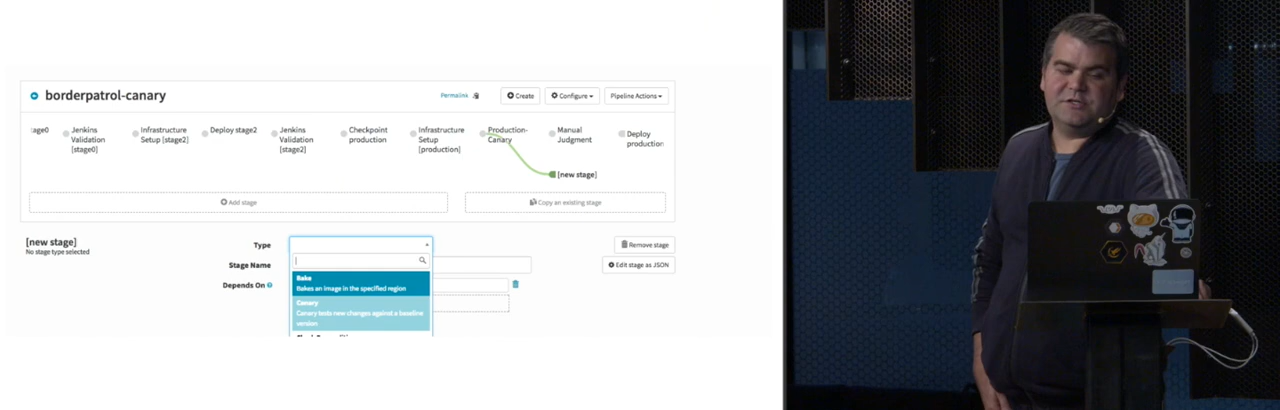 borderpatrol-canary
Permalink
Create
Configure
Pipeline Actions
Jenkins
Validation
[stage0]
Infrastructure
Setup [stage2]
Deploy stage2
Jenkins
Validation
[stage2]
Checkpoint
production
Infrastructure
Setup
[production]
Production-
Canary
Manual
Judgment
Deploy
production
[new stage]
Add stage
Copy an existing stage
[new stage]
No stage type selected
Type
Remove stage
Stage Name
Edit stage as JSON
Depends On
Bake
Bakes an image in the specified region
Canary
Canary tests new changes against a baseline
version